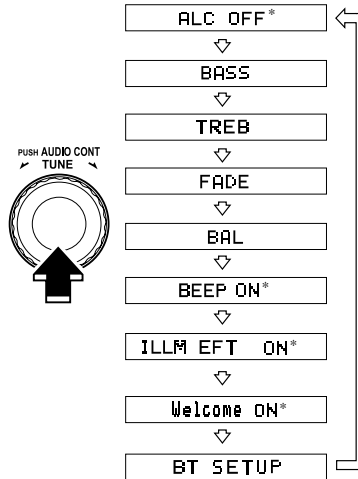 ALC OFF*
BASS
TREB
PUSH AUDIO CONT
TUNE
FADE
BAL
BEEP ON*
ILLM EFT ON*
Welcome ON*
BT SETUP